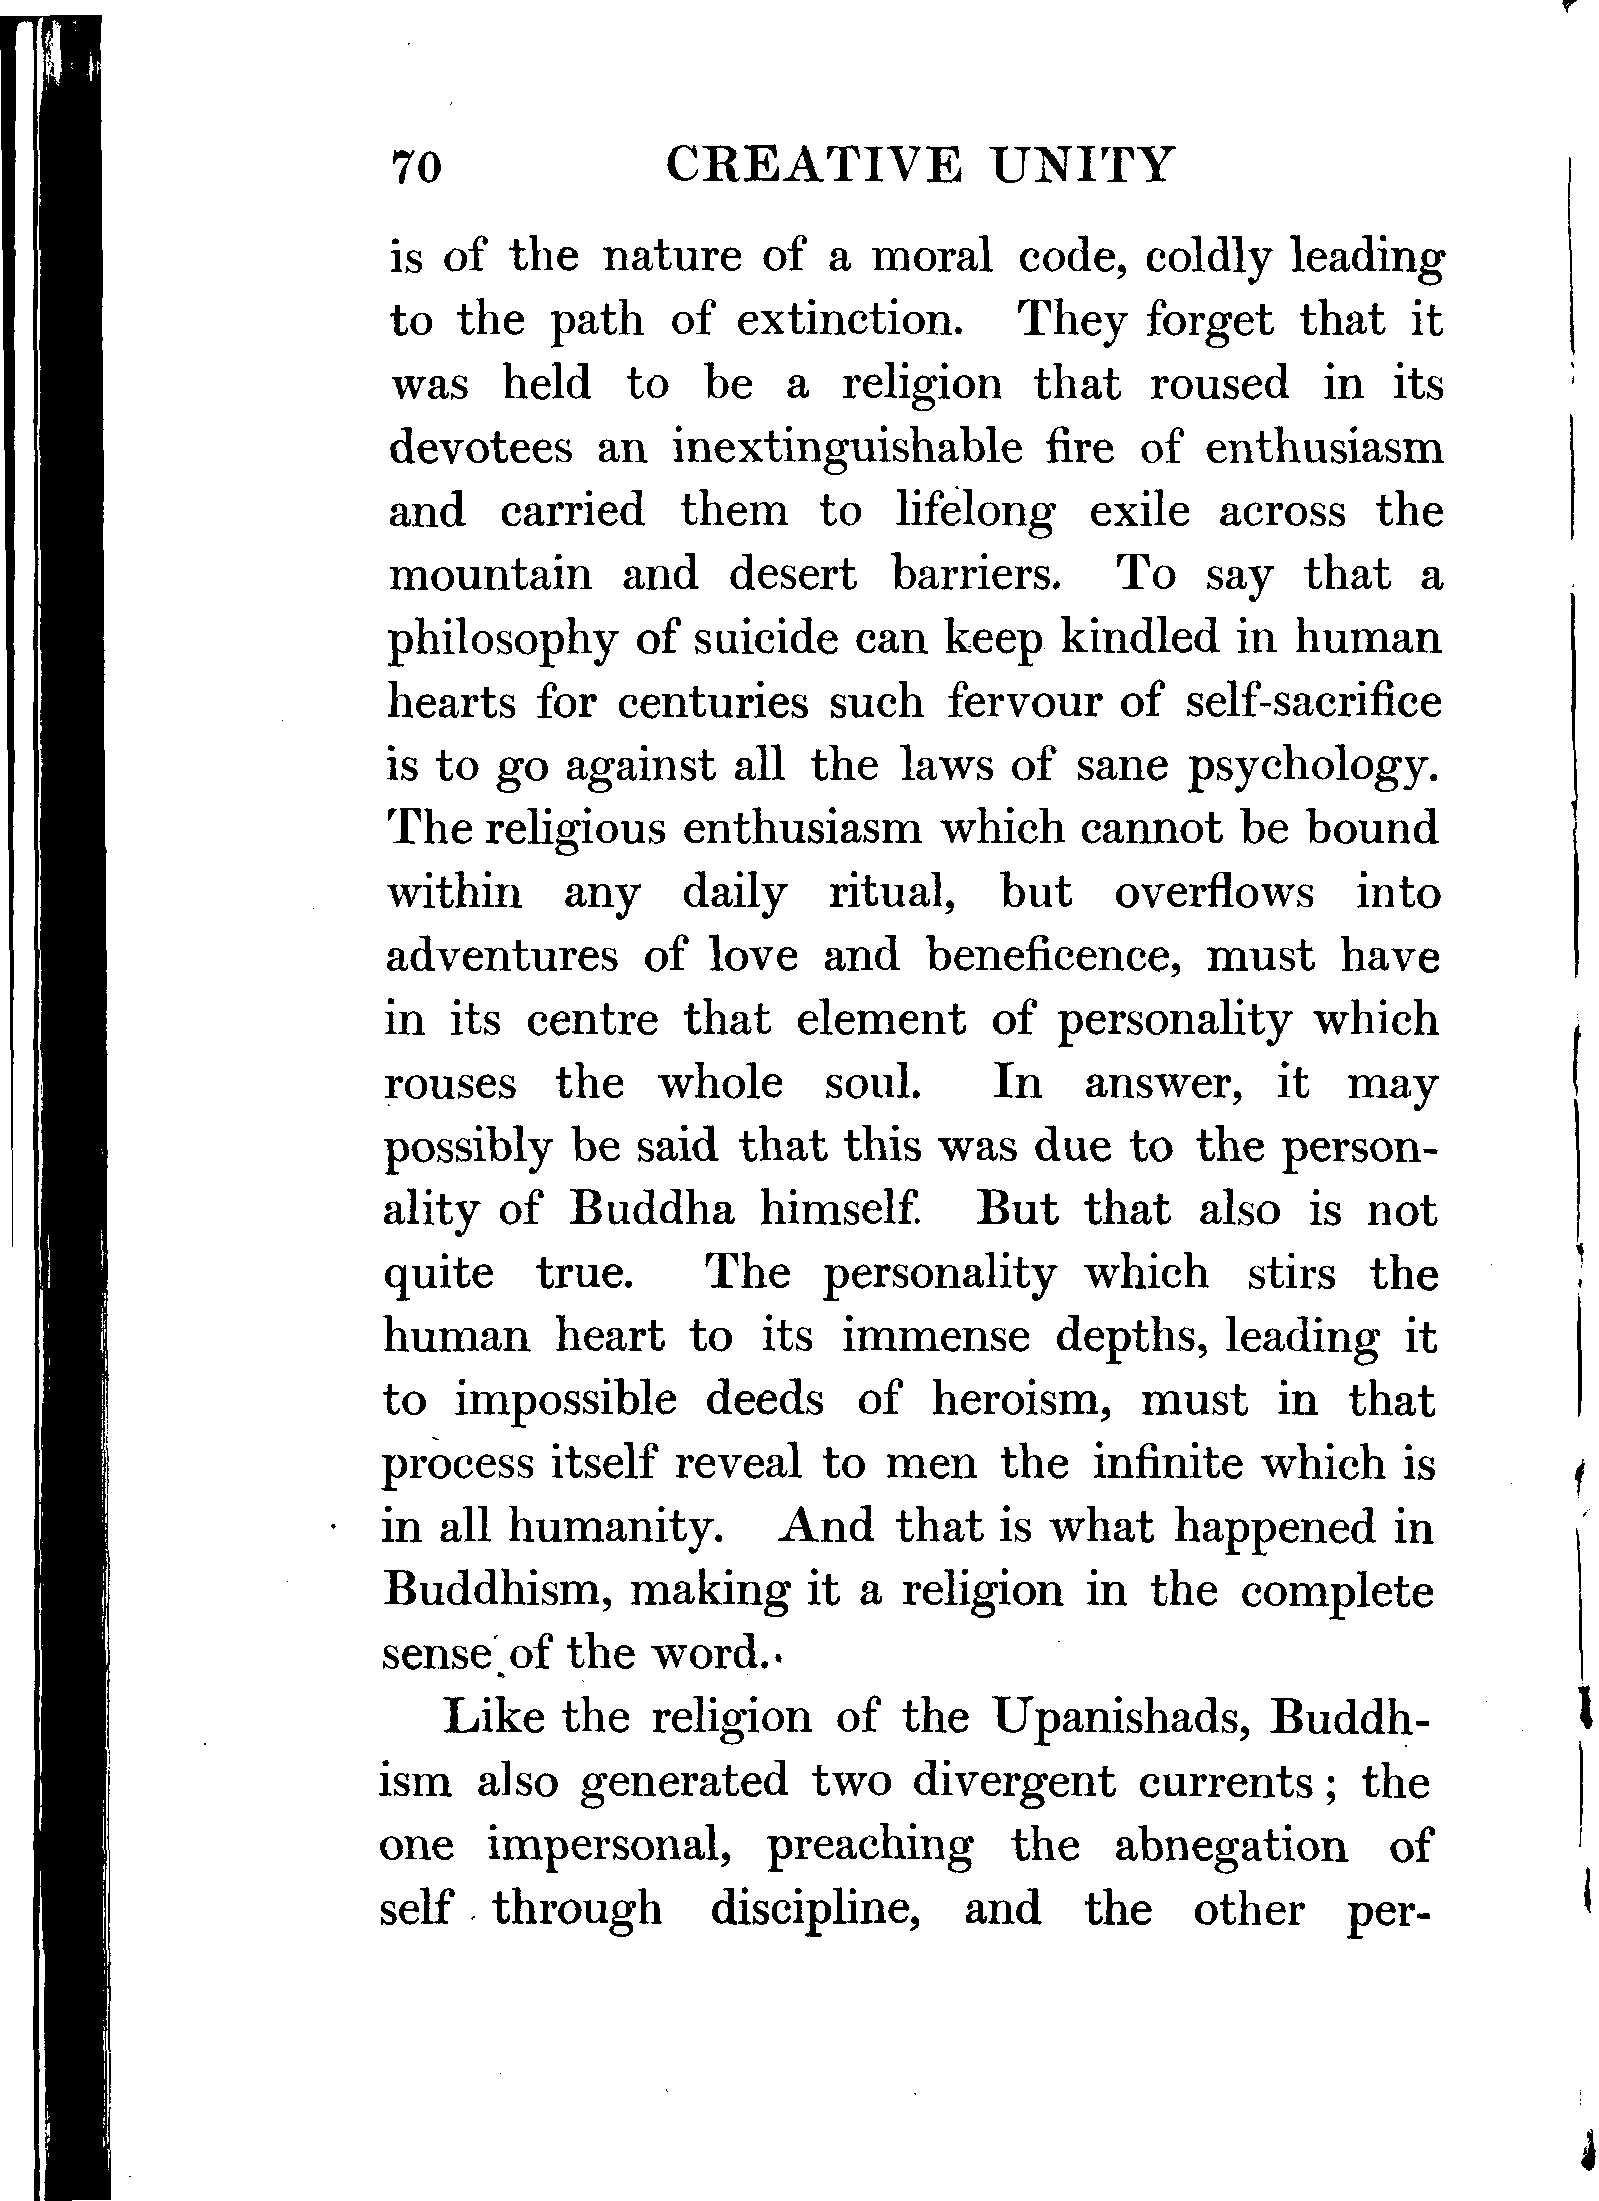 70 CREATIVE UNITY
is of the nature of a moral code, coldly leading
to the path of extinction. They forget that it
was held to be a religion that roused in its
devotees an inextinguishable fire of enthusiasm
and carried them to lifelong exile across the
mountain and desert barriers. To say that a
philosophy of suicide can keep kindled in human
hearts for centuries such fervour of self-sacrifice
is to go against all the laws of sane psychology.
The religious enthusiasm which cannot be bound
within any daily ritual, but overflows into
adventures of love and beneficence, must have
in its centre that element of personality which
rouses the whole soul. In answer, it may
possibly be said that this was due to the person-
ality of Buddha himself. But that also is not
quite true. The personality which stirs the
human heart to its immense depths, leading it
to impossible deeds of heroism, must in that
process itself reveal to men the infinite which is
in all humanity. And that is what happened in
Buddhism, making it a religion in the complete
sense of the word.
Like the religion of the Upanishads, Buddh-
ism also generated two divergent currents; the
one impersonal, preaching the abnegation of
self through discipline, and the other per-